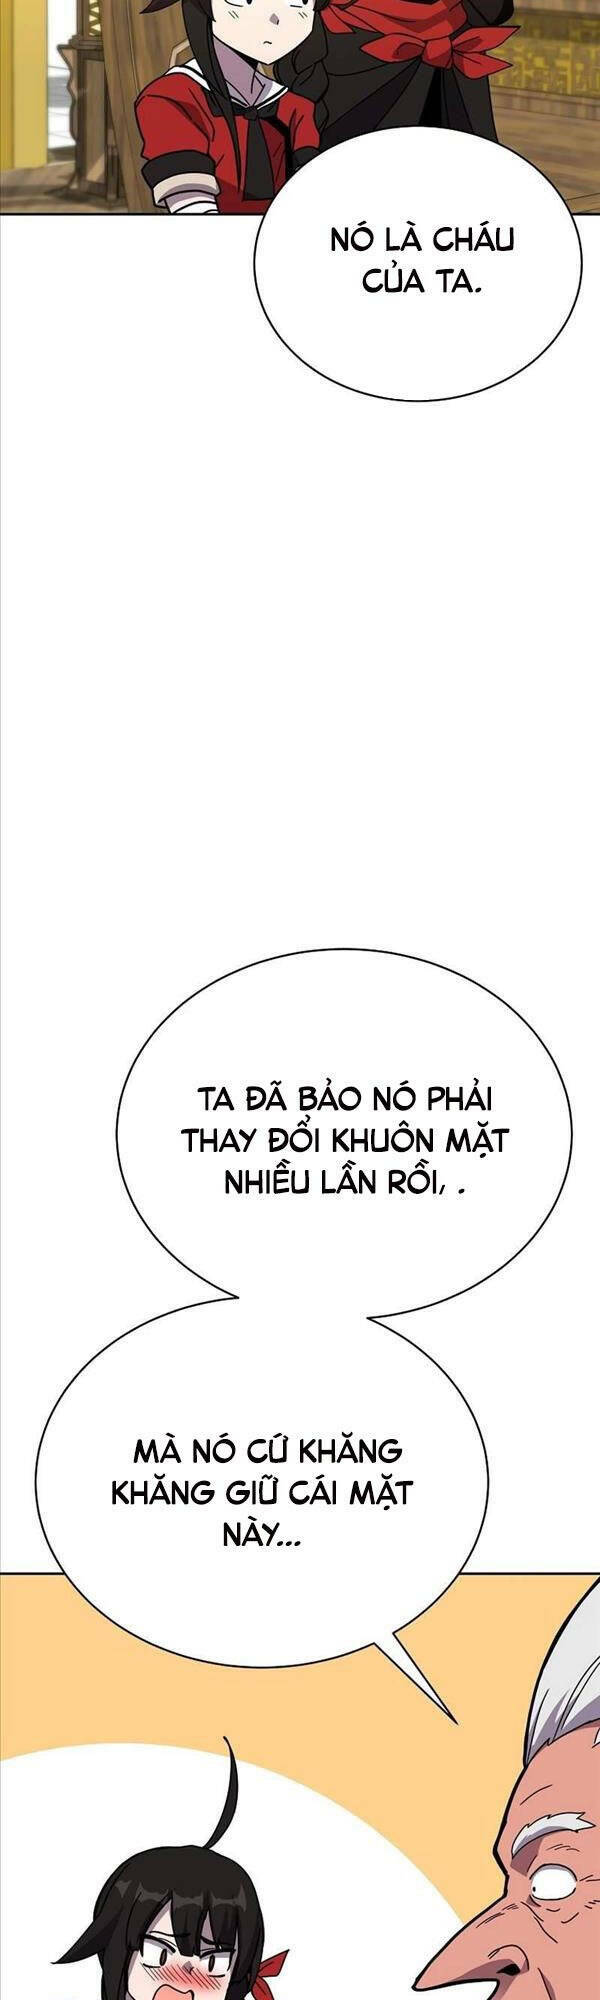 NÓ LÀ CHÁU
CỦA TA.
TA ĐÃ BẢO NÓ PHẢI
THAY ĐỔI KHUÔN MẶT
NHIỀU LẦN RỒI, .
MÀ NÓ CỨ KHĂNG
KHĂNG GIỮ CÁI MẶT
NÀY...